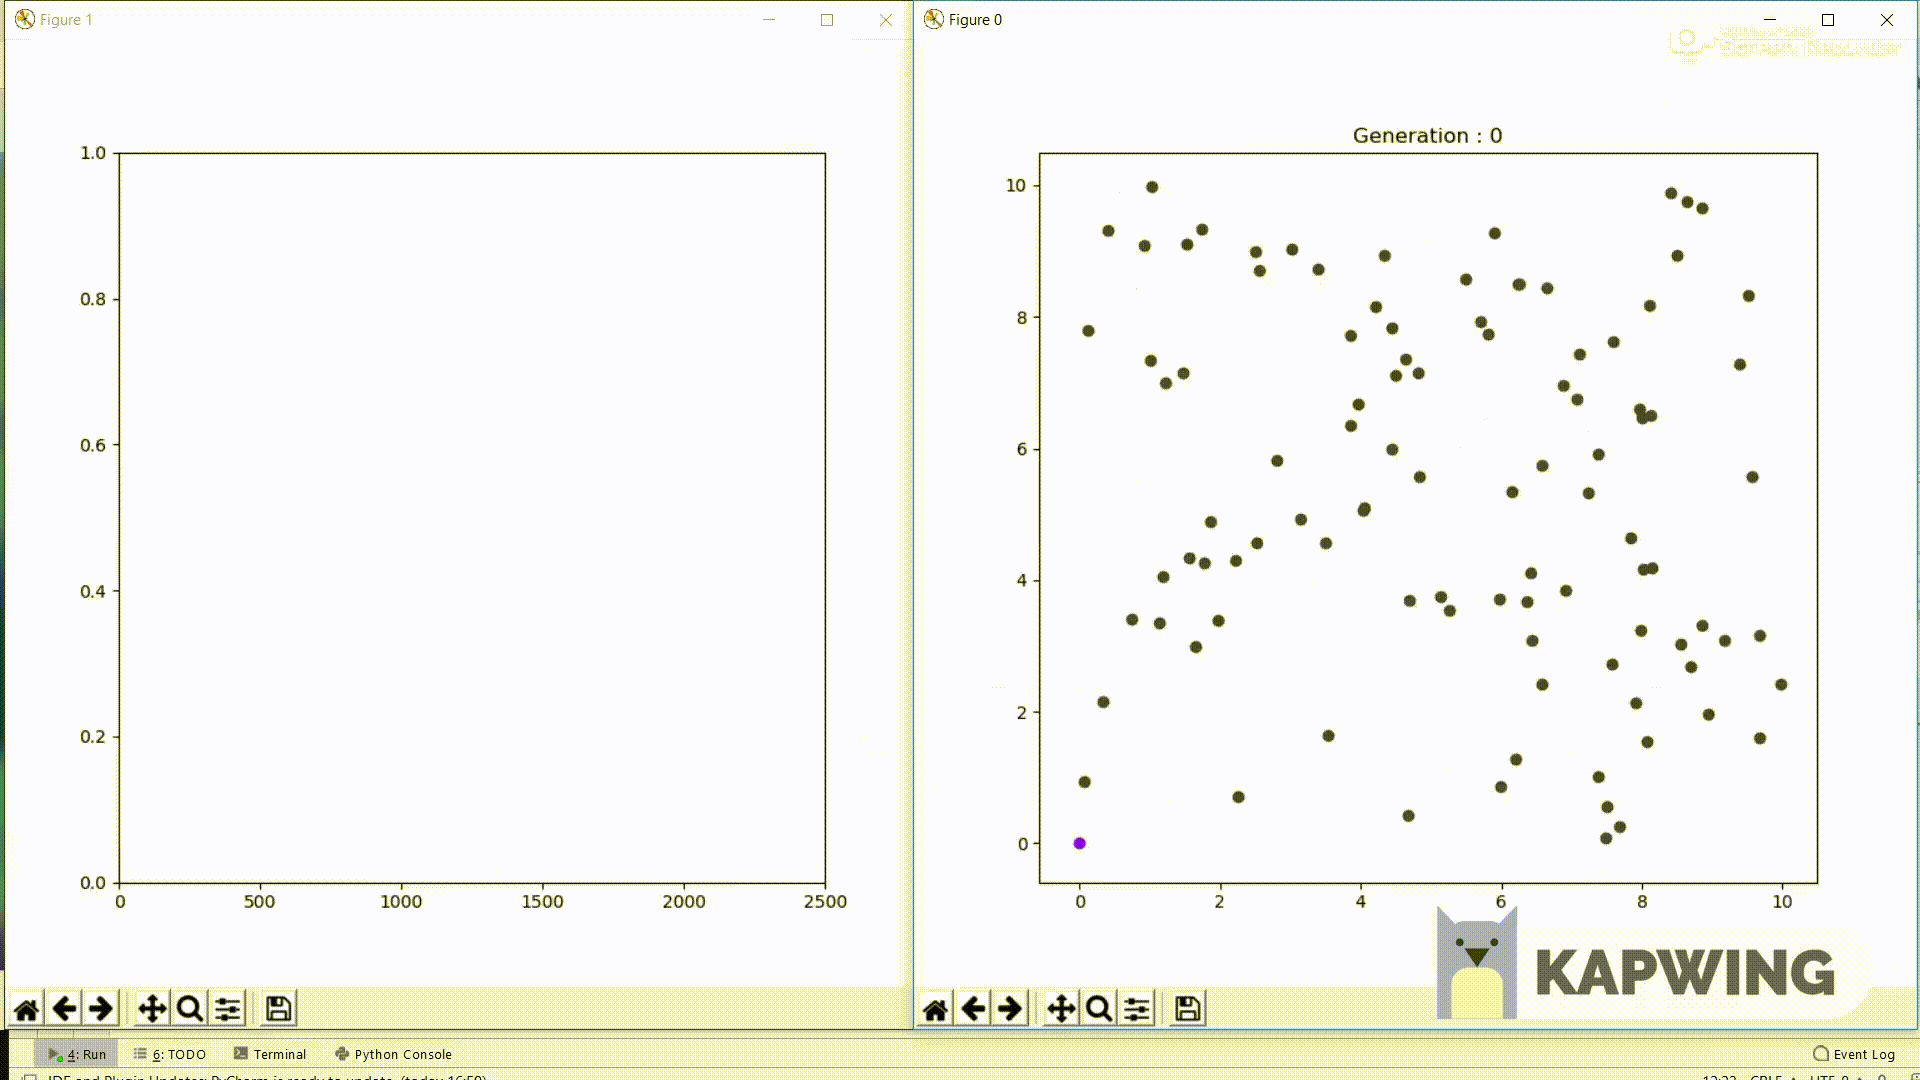 Figure 1
Figure 0
Screen Recorder
Generation : 0
1.0
0.8
0.6
0.4
0.2
0.0
0 500 1000 1500 2000 2500
10
8
6
4
2
0
0 2 4 6 8 10
KAPWING
4: Run 6: TODO Terminal Python Console Event Log
IDE and Plugin Updates: PyCharm is ready to update. (today 16:59)